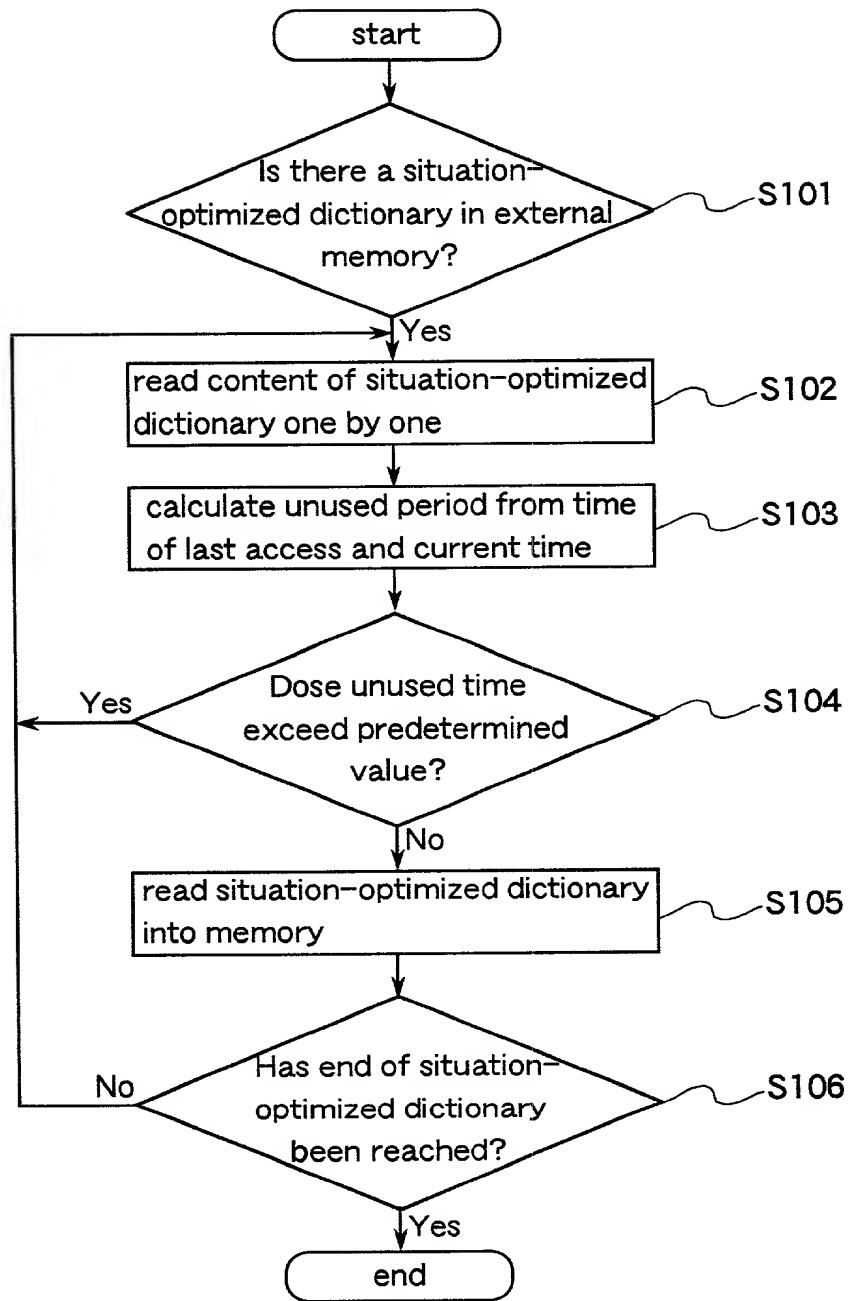 start
Is there a situation-
optimized dictionary in external
memory?
S101
Yes
read content of situation-optimized
dictionary one by one
S102
calculate unused period from time
of last access and current time
S103
Yes
Dose unused time
exceed predetermined
value?
S104
No
read situation-optimized dictionary
into memory
S105
No
Has end of situation-
optimized dictionary
been reached?
S106
Yes
end